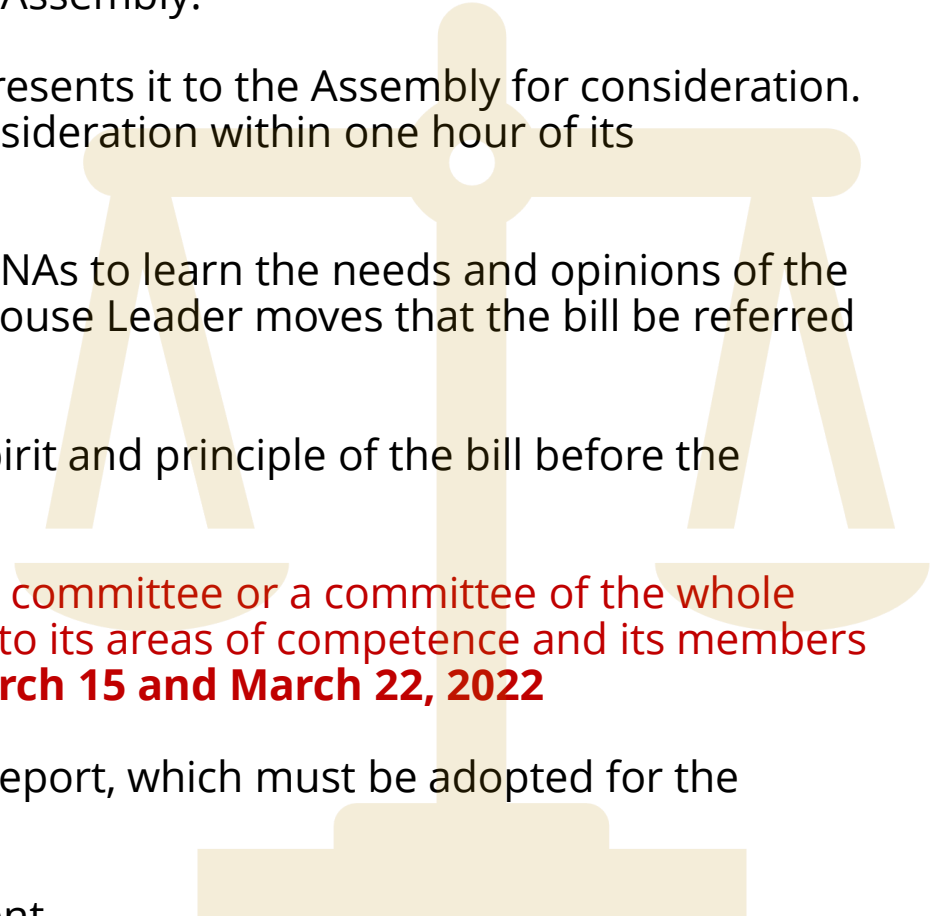 Assembly.
resents it to the Assembly for consideration.
sideration within one hour of its
NAs to learn the needs and opinions of the
ouse Leader moves that the bill be referred
irit and principle of the bill before the
committee or a committee of the whole
to its areas of competence and its members
rch 15 and March 22, 2022
eport, which must be adopted for the